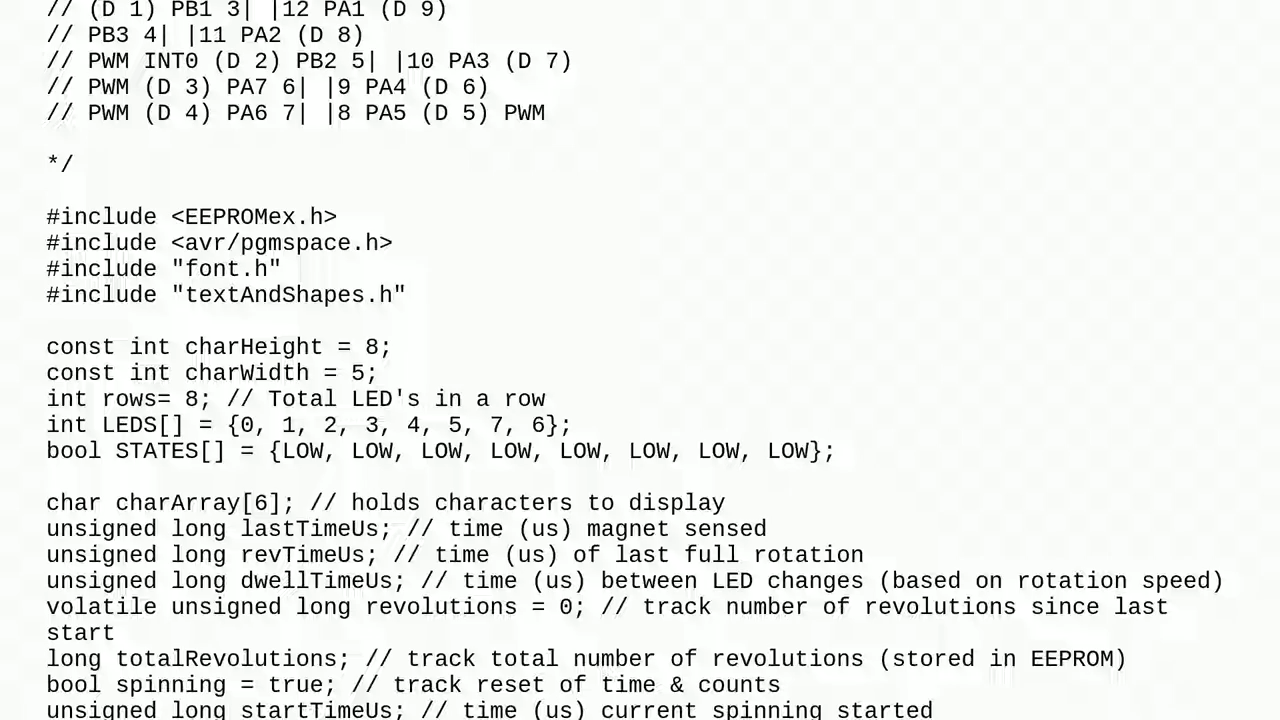 // (D 1) PB1 3| |12 PA1 (D 9)
// PB3 4| |11 PA2 (D 8)
// PWM INT0 (D 2) PB2 5| |10 PA3 (D 7)
// PWM (D 3) PA7 6| |9 PA4 (D 6)
// PWM (D 4) PA6 7| |8 PA5 (D 5) PWM
*/
#include <EEPROMex.h>
#include <avr/pgmspace.h>
#include "font.h"
#include "textAndShapes.h"
const int charHeight = 8;
const int charWidth = 5;
int rows= 8; // Total LED's in a row
int LEDS[] = {0, 1, 2, 3, 4, 5, 7, 6};
bool STATES[] = {LOW, LOW, LOW, LOW, LOW, LOW, LOW, LOW};
char charArray[6]; // holds characters to display
unsigned long lastTimeUs; // time (us) magnet sensed
unsigned long revTimeUs; // time (us) of last full rotation
unsigned long dwellTimeUs; // time (us) between LED changes (based on rotation speed)
volatile unsigned long revolutions = 0; // track number of revolutions since last
start
long totalRevolutions; // track total number of revolutions (stored in EEPROM)
bool spinning = true; // track reset of time & counts
unsigned long startTimeUs; // time (us) current spinning started